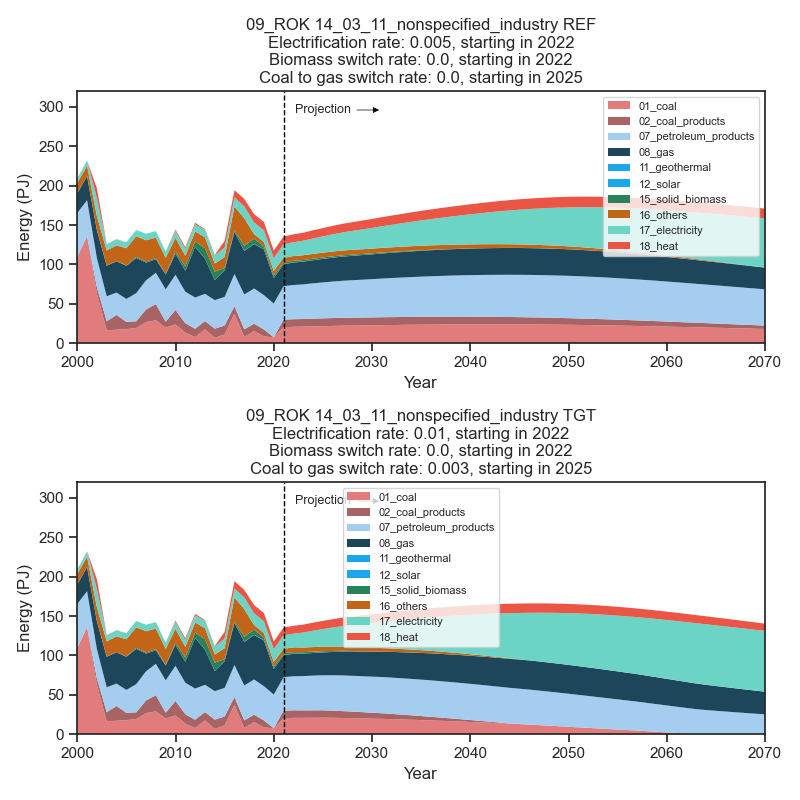 09_ROK 14_03_11_nonspecified_industry REF
Electrification rate: 0.005, starting in 2022
Biomass switch rate: 0.0, starting in 2022
Coal to gas switch rate: 0.0, starting in 2025
300
250
200
150
100
50
0
Energy (PJ)
Projection
01_coal
02_coal_products
07_petroleum_products
08_gas
11_geothermal
12_solar
15_solid_biomass
16_others
17_electricity
18_heat
2000 2010 2020 2030 2040 2050 2060 2070
Year
09_ROK 14_03_11_nonspecified_industry TGT
Electrification rate: 0.01, starting in 2022
Biomass switch rate: 0.0, starting in 2022
Coal to gas switch rate: 0.003, starting in 2025
300
250
200
150
100
50
0
Energy (PJ)
Projection
01_coal
02_coal_products
07_petroleum_products
08_gas
11_geothermal
12_solar
15_solid_biomass
16_others
17_electricity
18_heat
2000 2010 2020 2030 2040 2050 2060 2070
Year